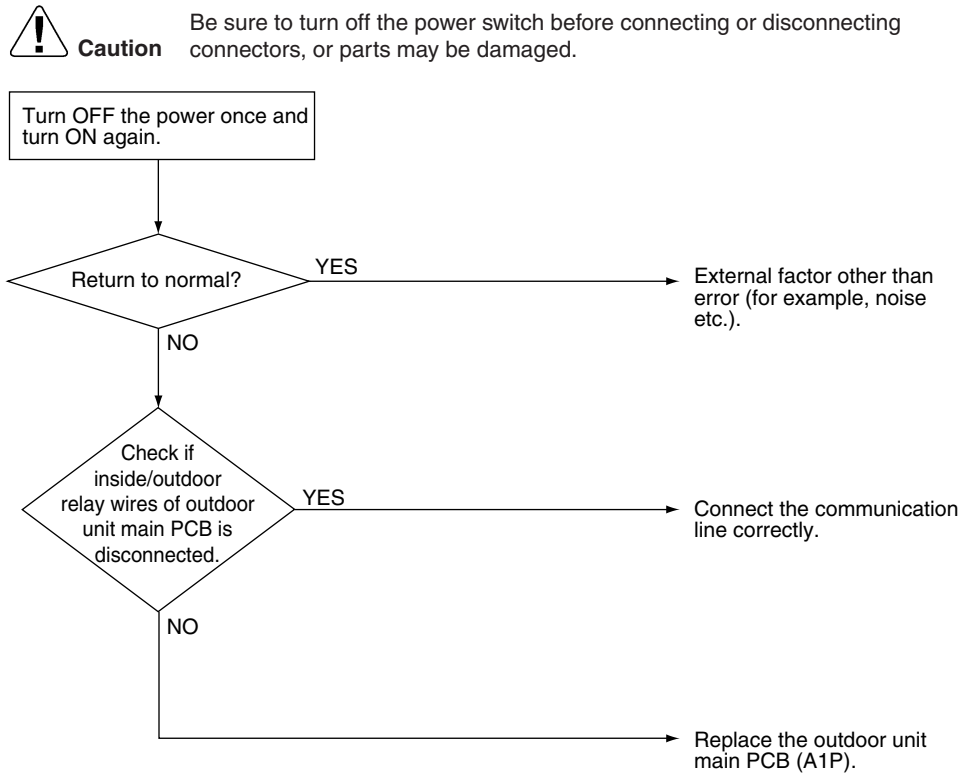 Be sure to turn off the power switch before connecting or disconnecting
Caution connectors, or parts may be damaged.
Turn OFF the power once and
turn ON again.
Return to normal?
YES
External factor other than
error (for example, noise
etc.).
NO
Check if
inside/outdoor
relay wires of outdoor
unit main PCB is
disconnected.
YES
Connect the communication
line correctly.
NO
Replace the outdoor unit
main PCB (A1P).